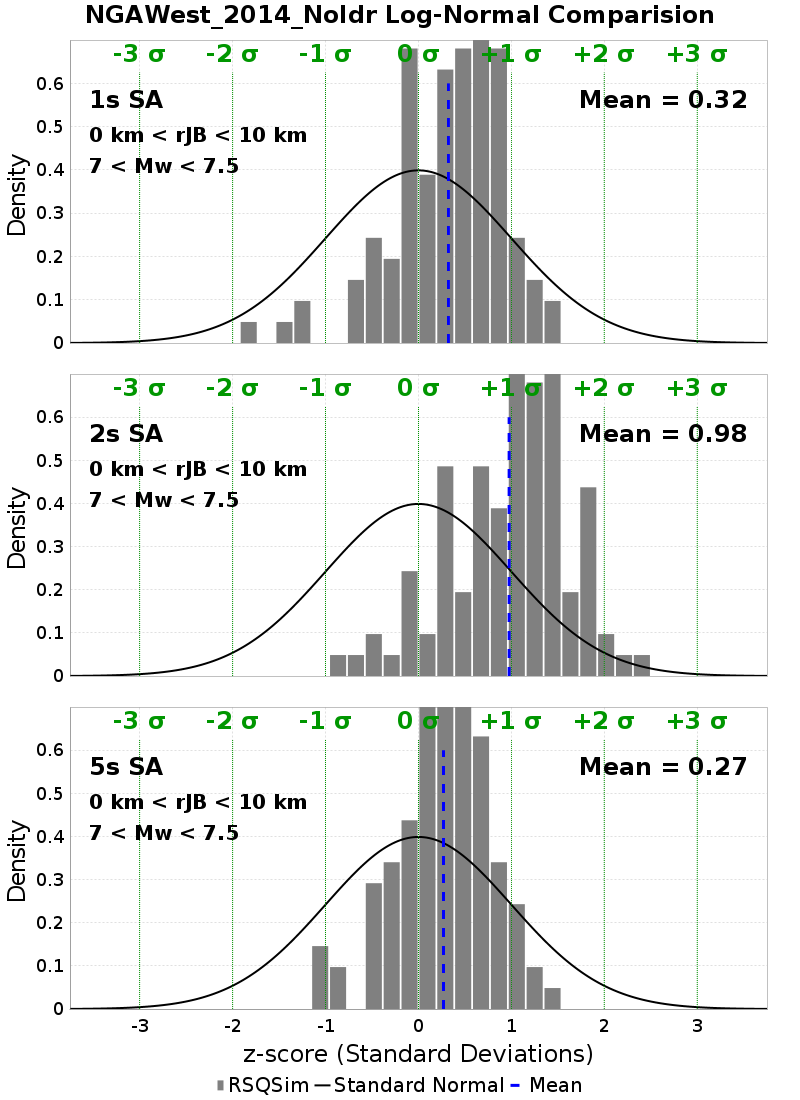 NGAWest_2014_NoIdr Log-Normal Comparision
-3 σ -2 σ -1 σ 0 σ +1 σ +2 σ +3 σ
1s SA
Mean = 0.32
0 km < rJB < 10 km
7 < Mw < 7.5
Density
0.6
0.5
0.4
0.3
0.2
0.1
0
-3 σ -2 σ -1 σ 0 σ +1 σ +2 σ +3 σ
2s SA
Mean = 0.98
0 km < rJB < 10 km
7 < Mw < 7.5
Density
0.6
0.5
0.4
0.3
0.2
0.1
0
-3 σ -2 σ -1 σ 0 σ +1 σ +2 σ +3 σ
5s SA
Mean = 0.27
0 km < rJB < 10 km
7 < Mw < 7.5
Density
0.6
0.5
0.4
0.3
0.2
0.1
0
-3 -2 -1 0 1 2 3
z-score (Standard Deviations)
RSQSim Standard Normal Mean